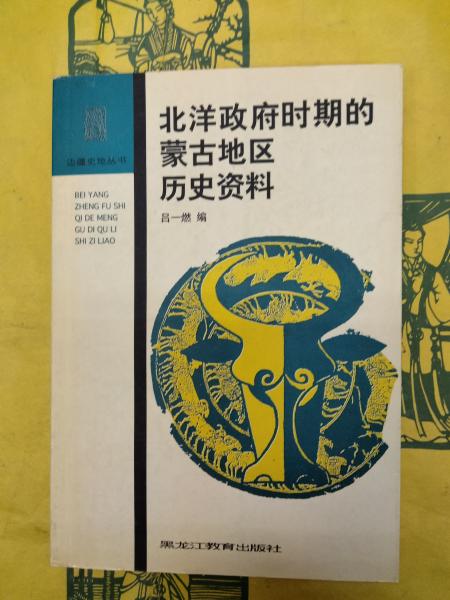 边疆史地丛书
BEI YANG
ZHENG FU SHI
QI DE MENG
GU DI QU LI
SHI ZI LIAO
北洋政府时期的
蒙古地区
历史资料
吕一燃 编
黑龙江教育出版社